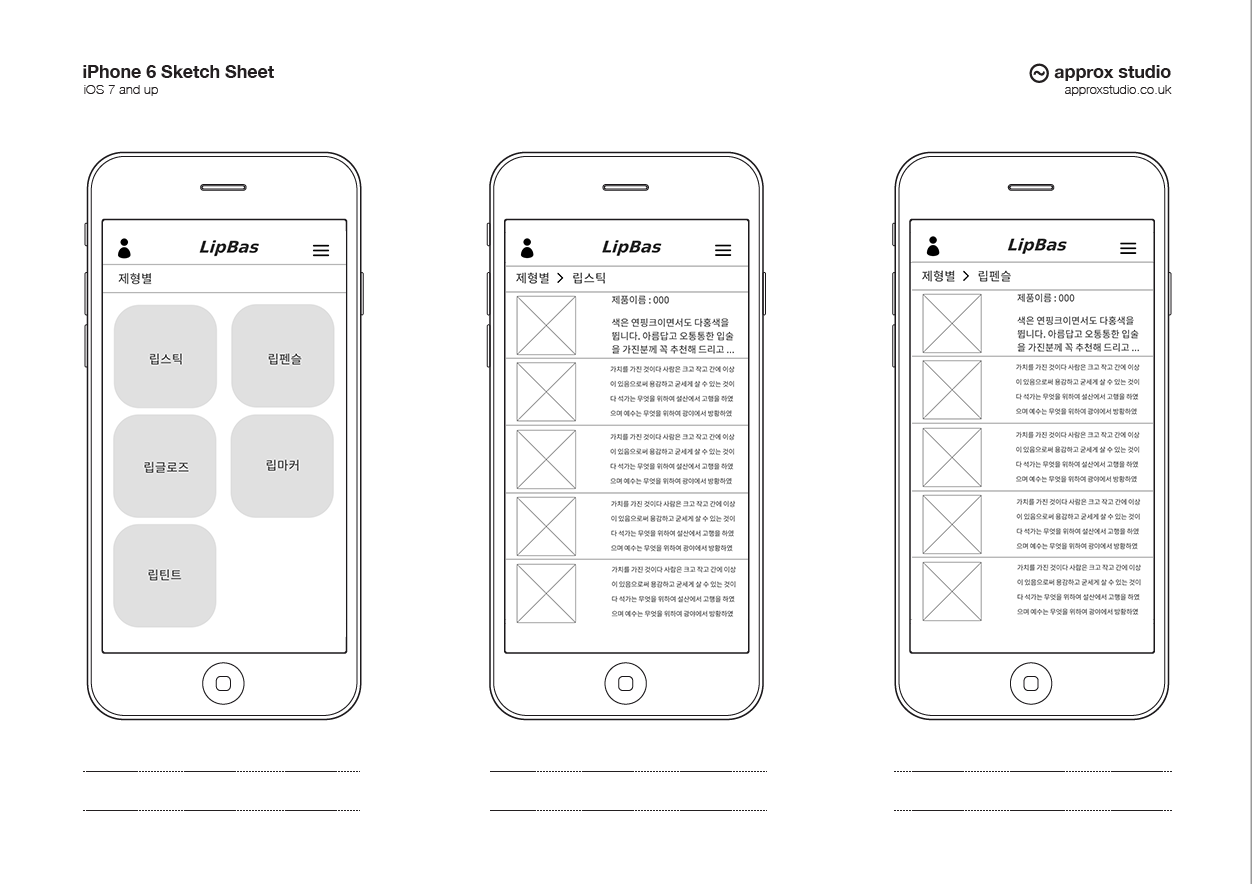 iPhone 6 Sketch Sheet
iOS 7 and up
approx studio
approxstudio.co.uk
LipBas
제형별
립스틱
립펜슬
립글로즈
립마커
립틴트
LipBas
제형별 > 립스틱
제품이름 : 000
색은 연핑크이면서도 다홍색을
띕니다. 아름답고 오통통한 입술
을 가진분께 꼭 추천해 드리고 ...
가치를 가진 것이다 사람은 크고 작고 간에 이상
이 있음으로써 용감하고 굳세게 살 수 있는 것이
다 석가는 무엇을 위하여 설산에서 고행을 하였
으며 예수는 무엇을 위하여 광야에서 방황하였
가치를 가진 것이다 사람은 크고 작고 간에 이상
이 있음으로써 용감하고 굳세게 살 수 있는 것이
다 석가는 무엇을 위하여 설산에서 고행을 하였
으며 예수는 무엇을 위하여 광야에서 방황하였
가치를 가진 것이다 사람은 크고 작고 간에 이상
이 있음으로써 용감하고 굳세게 살 수 있는 것이
다 석가는 무엇을 위하여 설산에서 고행을 하였
으며 예수는 무엇을 위하여 광야에서 방황하였
가치를 가진 것이다 사람은 크고 작고 간에 이상
이 있음으로써 용감하고 굳세게 살 수 있는 것이
다 석가는 무엇을 위하여 설산에서 고행을 하였
으며 예수는 무엇을 위하여 광야에서 방황하였
LipBas
제형별 > 립펜슬
제품이름 : 000
색은 연핑크이면서도 다홍색을
띕니다. 아름답고 오통통한 입술
을 가진분께 꼭 추천해 드리고 ...
가치를 가진 것이다 사람은 크고 작고 간에 이상
이 있음으로써 용감하고 굳세게 살 수 있는 것이
다 석가는 무엇을 위하여 설산에서 고행을 하였
으며 예수는 무엇을 위하여 광야에서 방황하였
가치를 가진 것이다 사람은 크고 작고 간에 이상
이 있음으로써 용감하고 굳세게 살 수 있는 것이
다 석가는 무엇을 위하여 설산에서 고행을 하였
으며 예수는 무엇을 위하여 광야에서 방황하였
가치를 가진 것이다 사람은 크고 작고 간에 이상
이 있음으로써 용감하고 굳세게 살 수 있는 것이
다 석가는 무엇을 위하여 설산에서 고행을 하였
으며 예수는 무엇을 위하여 광야에서 방황하였
가치를 가진 것이다 사람은 크고 작고 간에 이상
이 있음으로써 용감하고 굳세게 살 수 있는 것이
다 석가는 무엇을 위하여 설산에서 고행을 하였
으며 예수는 무엇을 위하여 광야에서 방황하였